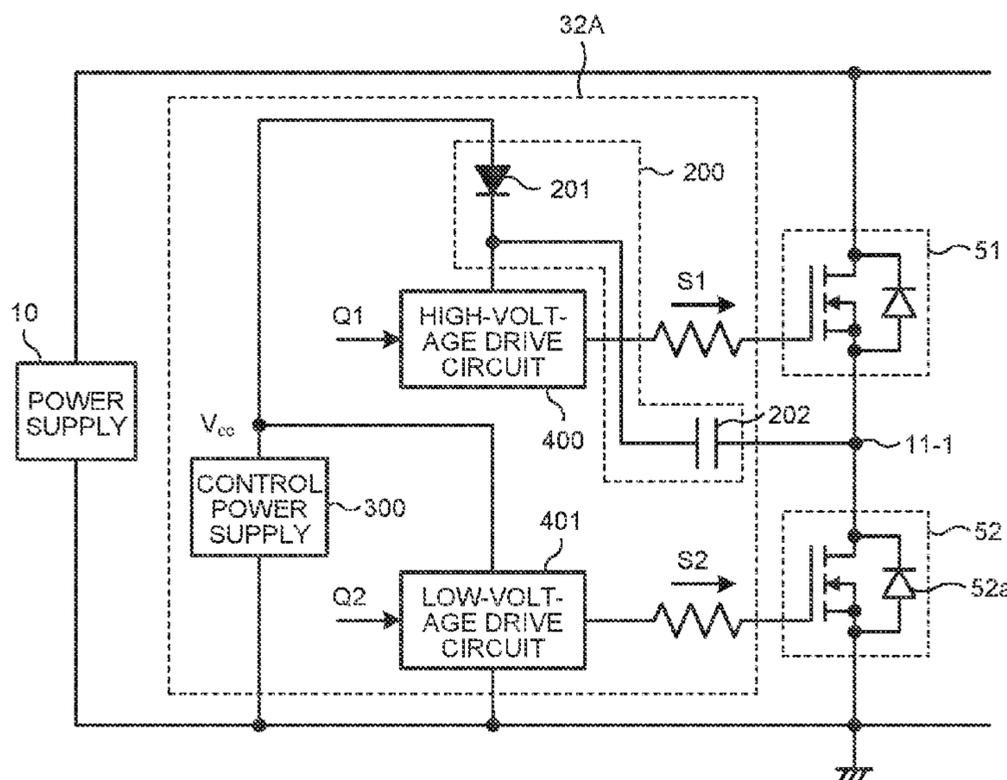 32A
201
200
51
10
POWER
SUPPLY
Q1
HIGH-VOLT-
AGE DRIVE
CIRCUIT
S1
400
202
11-1
Vcc
CONTROL
POWER
SUPPLY
300
401
52
52a
Q2
LOW-VOLT-
AGE DRIVE
CIRCUIT
S2